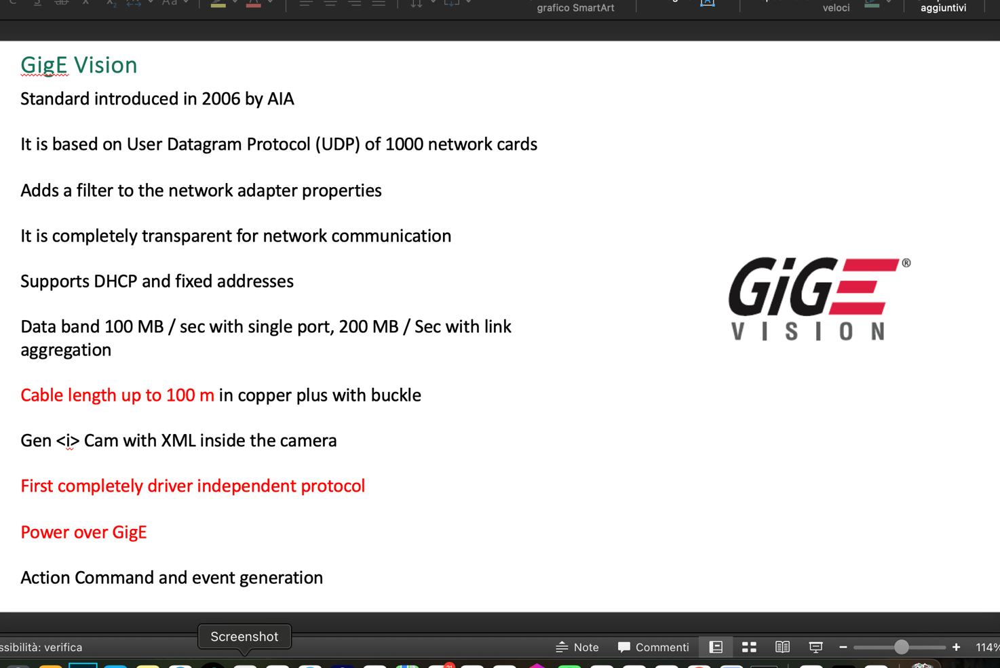 Aa
grafico SmartArt
veloci
aggiuntivi
GigE Vision
Standard introduced in 2006 by AIA
It is based on User Datagram Protocol (UDP) of 1000 network cards
Adds a filter to the network adapter properties
It is completely transparent for network communication
Supports DHCP and fixed addresses
Data band 100 MB / sec with single port, 200 MB / Sec with link
aggregation
Cable length up to 100 m in copper plus with buckle
Gen <i> Cam with XML inside the camera
First completely driver independent protocol
Power over GigE
Action Command and event generation
GiGE®
VISION
Screenshot
ssibilità: verifica
Note
Commenti
114%